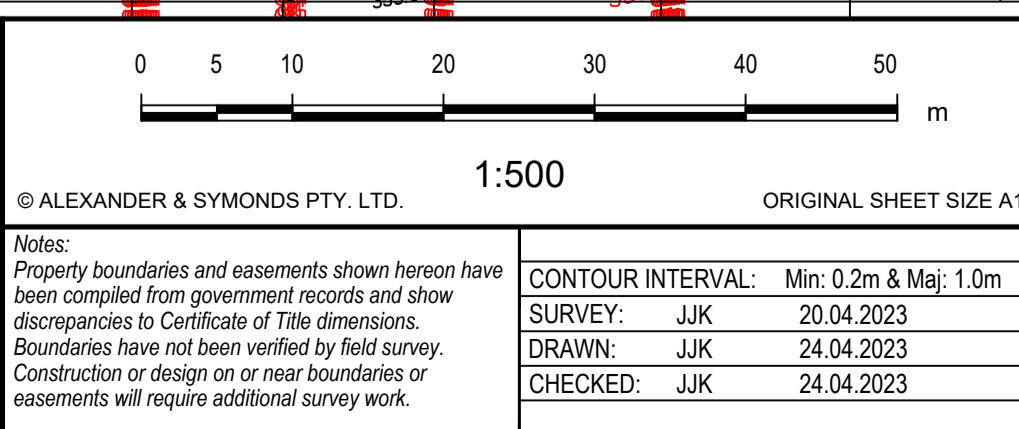 0 5 10 20 30 40 50
m
1:500
© ALEXANDER & SYMONDS PTY. LTD.
ORIGINAL SHEET SIZE A1
Notes:
Property boundaries and easements shown hereon have
been compiled from government records and show
discrepancies to Certificate of Title dimensions.
Boundaries have not been verified by field survey.
Construction or design on or near boundaries or
easements will require additional survey work.
CONTOUR INTERVAL: Min: 0.2m & Maj: 1.0m
SURVEY: JJK 20.04.2023
DRAWN: JJK 24.04.2023
CHECKED: JJK 24.04.2023